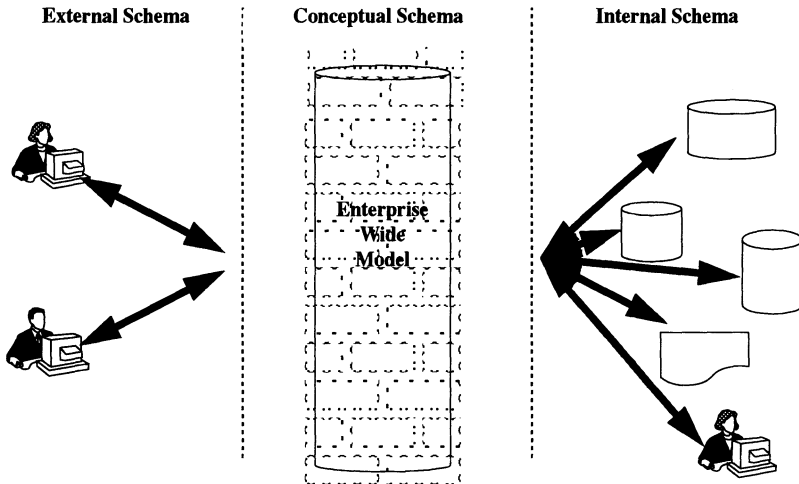 External Schema
Conceptual Schema
Internal Schema
Enterprise
Wide
Model